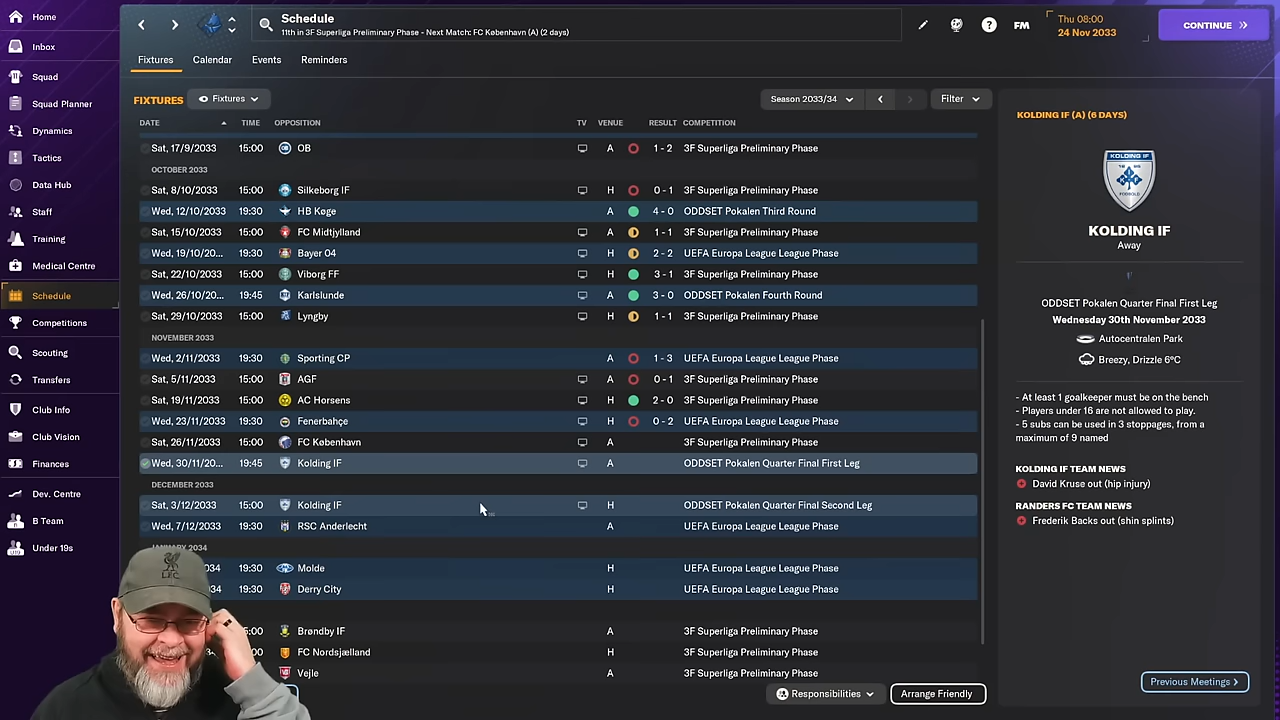 Home
Inbox
Squad
Squad Planner
Dynamics
Tactics
Data Hub
Staff
Training
Medical Centre
Schedule
Competitions
Scouting
Transfers
Club Info
Club Vision
Finances
Dev. Centre
B Team
Under 19s
Schedule
11th in 3F Superliga Preliminary Phase - Next Match: FC København (A) (2 days)
FM
Thu 08:00
24 Nov 2033
CONTINUE
Fixtures Calendar Events Reminders
FIXTURES Fixtures Season 2033/34 Filter
DATE TIME OPPOSITION TV VENUE RESULT COMPETITION
Sat, 17/9/2033 15:00 OB A 1 - 2 3F Superliga Preliminary Phase
OCTOBER 2033
Sat, 8/10/2033 15:00 Silkeborg IF H 0 - 1 3F Superliga Preliminary Phase
Wed, 12/10/2033 19:30 HB Køge A 4 - 0 ODDSET Pokalen Third Round
Sat, 15/10/2033 15:00 FC Midtjylland A 1 - 1 3F Superliga Preliminary Phase
Wed, 19/10/20... 19:30 Bayer 04 H 2 - 2 UEFA Europa League League Phase
Sat, 22/10/2033 15:00 Viborg FF H 3 - 1 3F Superliga Preliminary Phase
Wed, 26/10/20... 19:45 Karlslunde A 3 - 0 ODDSET Pokalen Fourth Round
Sat, 29/10/2033 15:00 Lyngby H 1 - 1 3F Superliga Preliminary Phase
NOVEMBER 2033
Wed, 2/11/2033 19:30 Sporting CP A 1 - 3 UEFA Europa League League Phase
Sat, 5/11/2033 15:00 AGF A 0 - 1 3F Superliga Preliminary Phase
Sat, 19/11/2033 15:00 AC Horsens H 2 - 0 3F Superliga Preliminary Phase
Wed, 23/11/2033 19:30 Fenerbahçe H 0 - 2 UEFA Europa League League Phase
Sat, 26/11/2033 15:00 FC København A 3F Superliga Preliminary Phase
Wed, 30/11/20... 19:45 Kolding IF A ODDSET Pokalen Quarter Final First Leg
DECEMBER 2033
Sat, 3/12/2033 15:00 Kolding IF H ODDSET Pokalen Quarter Final Second Leg
Wed, 7/12/2033 19:30 RSC Anderlecht A UEFA Europa League League Phase
2034
34 19:30 Molde H UEFA Europa League League Phase
34 19:30 Derry City H UEFA Europa League League Phase
5:00 Brøndby IF A 3F Superliga Preliminary Phase
:00 FC Nordsjælland H 3F Superliga Preliminary Phase
Vejle A 3F Superliga Preliminary Phase
Responsibilities Arrange Friendly
KOLDING IF (A) (6 DAYS)
KOLDING IF
KOLDING IF
Away
ODDSET Pokalen Quarter Final First Leg
Wednesday 30th November 2033
Autocentralen Park
Breezy, Drizzle 6°C
- At least 1 goalkeeper must be on the bench
- Players under 16 are not allowed to play.
- 5 subs can be used in 3 stoppages, from a
maximum of 9 named
KOLDING IF TEAM NEWS
David Kruse out (hip injury)
RANDERS FC TEAM NEWS
Frederik Backs out (shin splints)
Previous Meetings